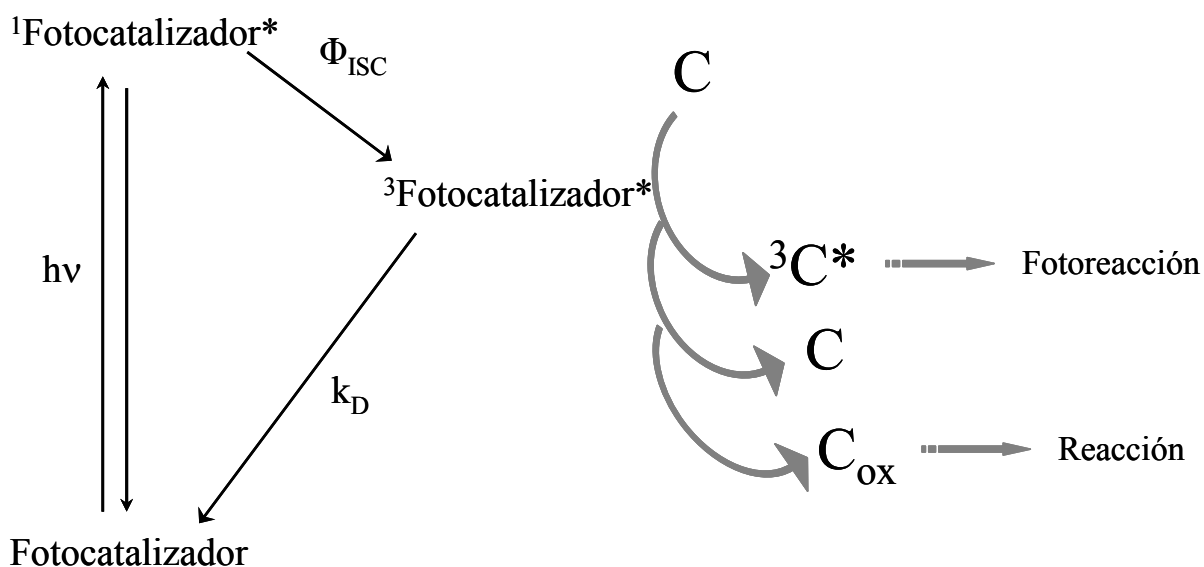 ¹Fotocatalizador*
Φ_ISC
C
³Fotocatalizador*
hν
³C*
Fotoreacción
C
k_D
C_ox
Reacción
Fotocatalizador